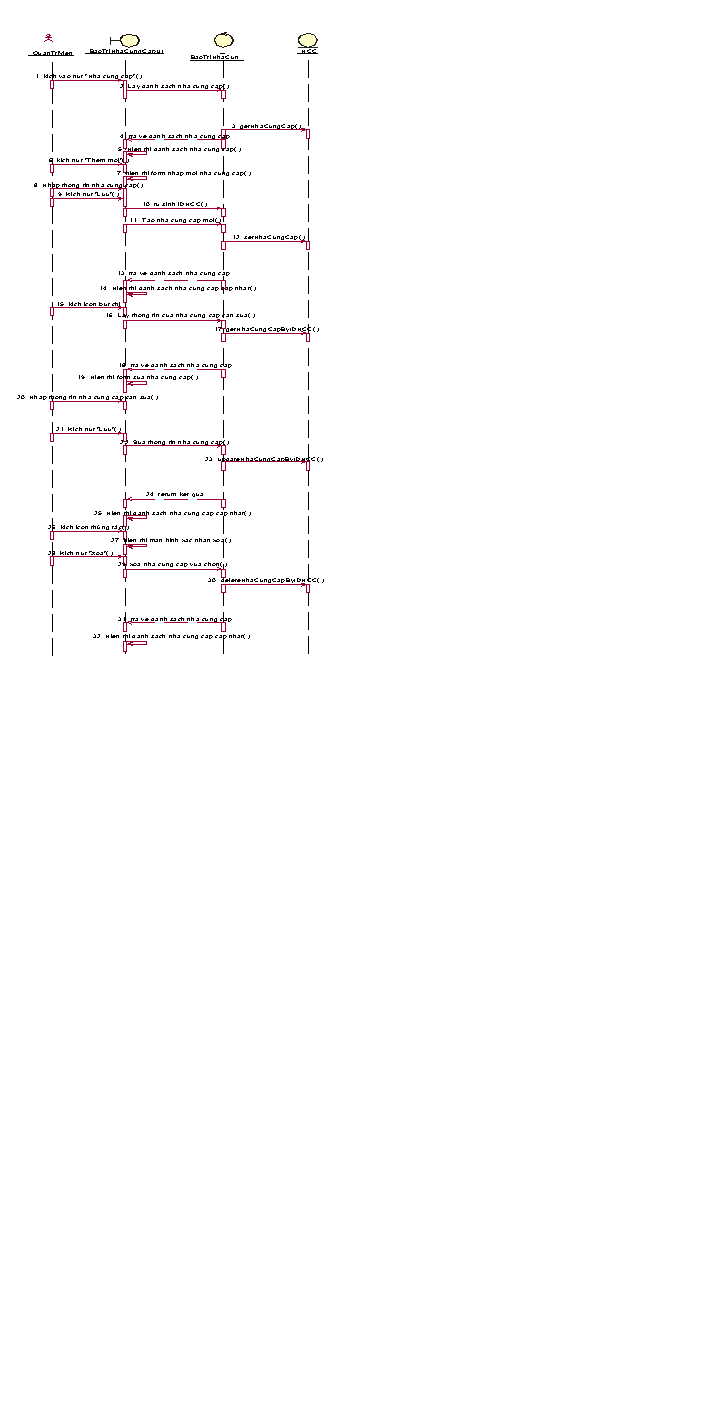 : QuanTriVien
: BaoTriNhaCungCapUI
: BaoTriNhaCun...
: NCC
1: kich vao nut "nha cung cap"( )
2: Lay danh sach nha cung cap( )
3: getNhaCungCap( )
4: tra ve danh sach nha cung cap
5: Hien thi danh sach nha cung cap( )
6: kich nut "Them moi"( )
7: hien thi form nhap moi nha cung cap( )
8: Nhap thong tin nha cung cap( )
9: kich nut "Luu"( )
10: tu sinh IDNCC( )
11: Tao nha cung cap moi( )
12: setNhaCungCap( )
13: tra ve danh sach nha cung cap
14: Hien thi danh sach nha cung cap cap nhat( )
15: kich icon but chi
16: Lay thong tin cua nha cung cap can sua( )
17: getNhaCungCapByIDNCC( )
18: tra ve danh sach nha cung cap
19: Hien thi form sua nha cung cap( )
20: Nhap thong tin nha cung cap can sua( )
21: kich nut "Luu"( )
22: Sua thong tin nha cung cap( )
23: updateNhaCungCapByIDNCC( )
24: return ket qua
25: Hien thi danh sach nha cung cap cap nhat( )
26: kich icon thùng rác( )
27: hien thi man hinh xac nhan xoa( )
28: kich nut "Xoa"( )
29: Xoa nha cung cap vua chon( )
30: deleteNhaCungCapByIDNCC( )
31: tra ve danh sach nha cung cap
32: Hien thi danh sach nha cung cap cap nhat( )